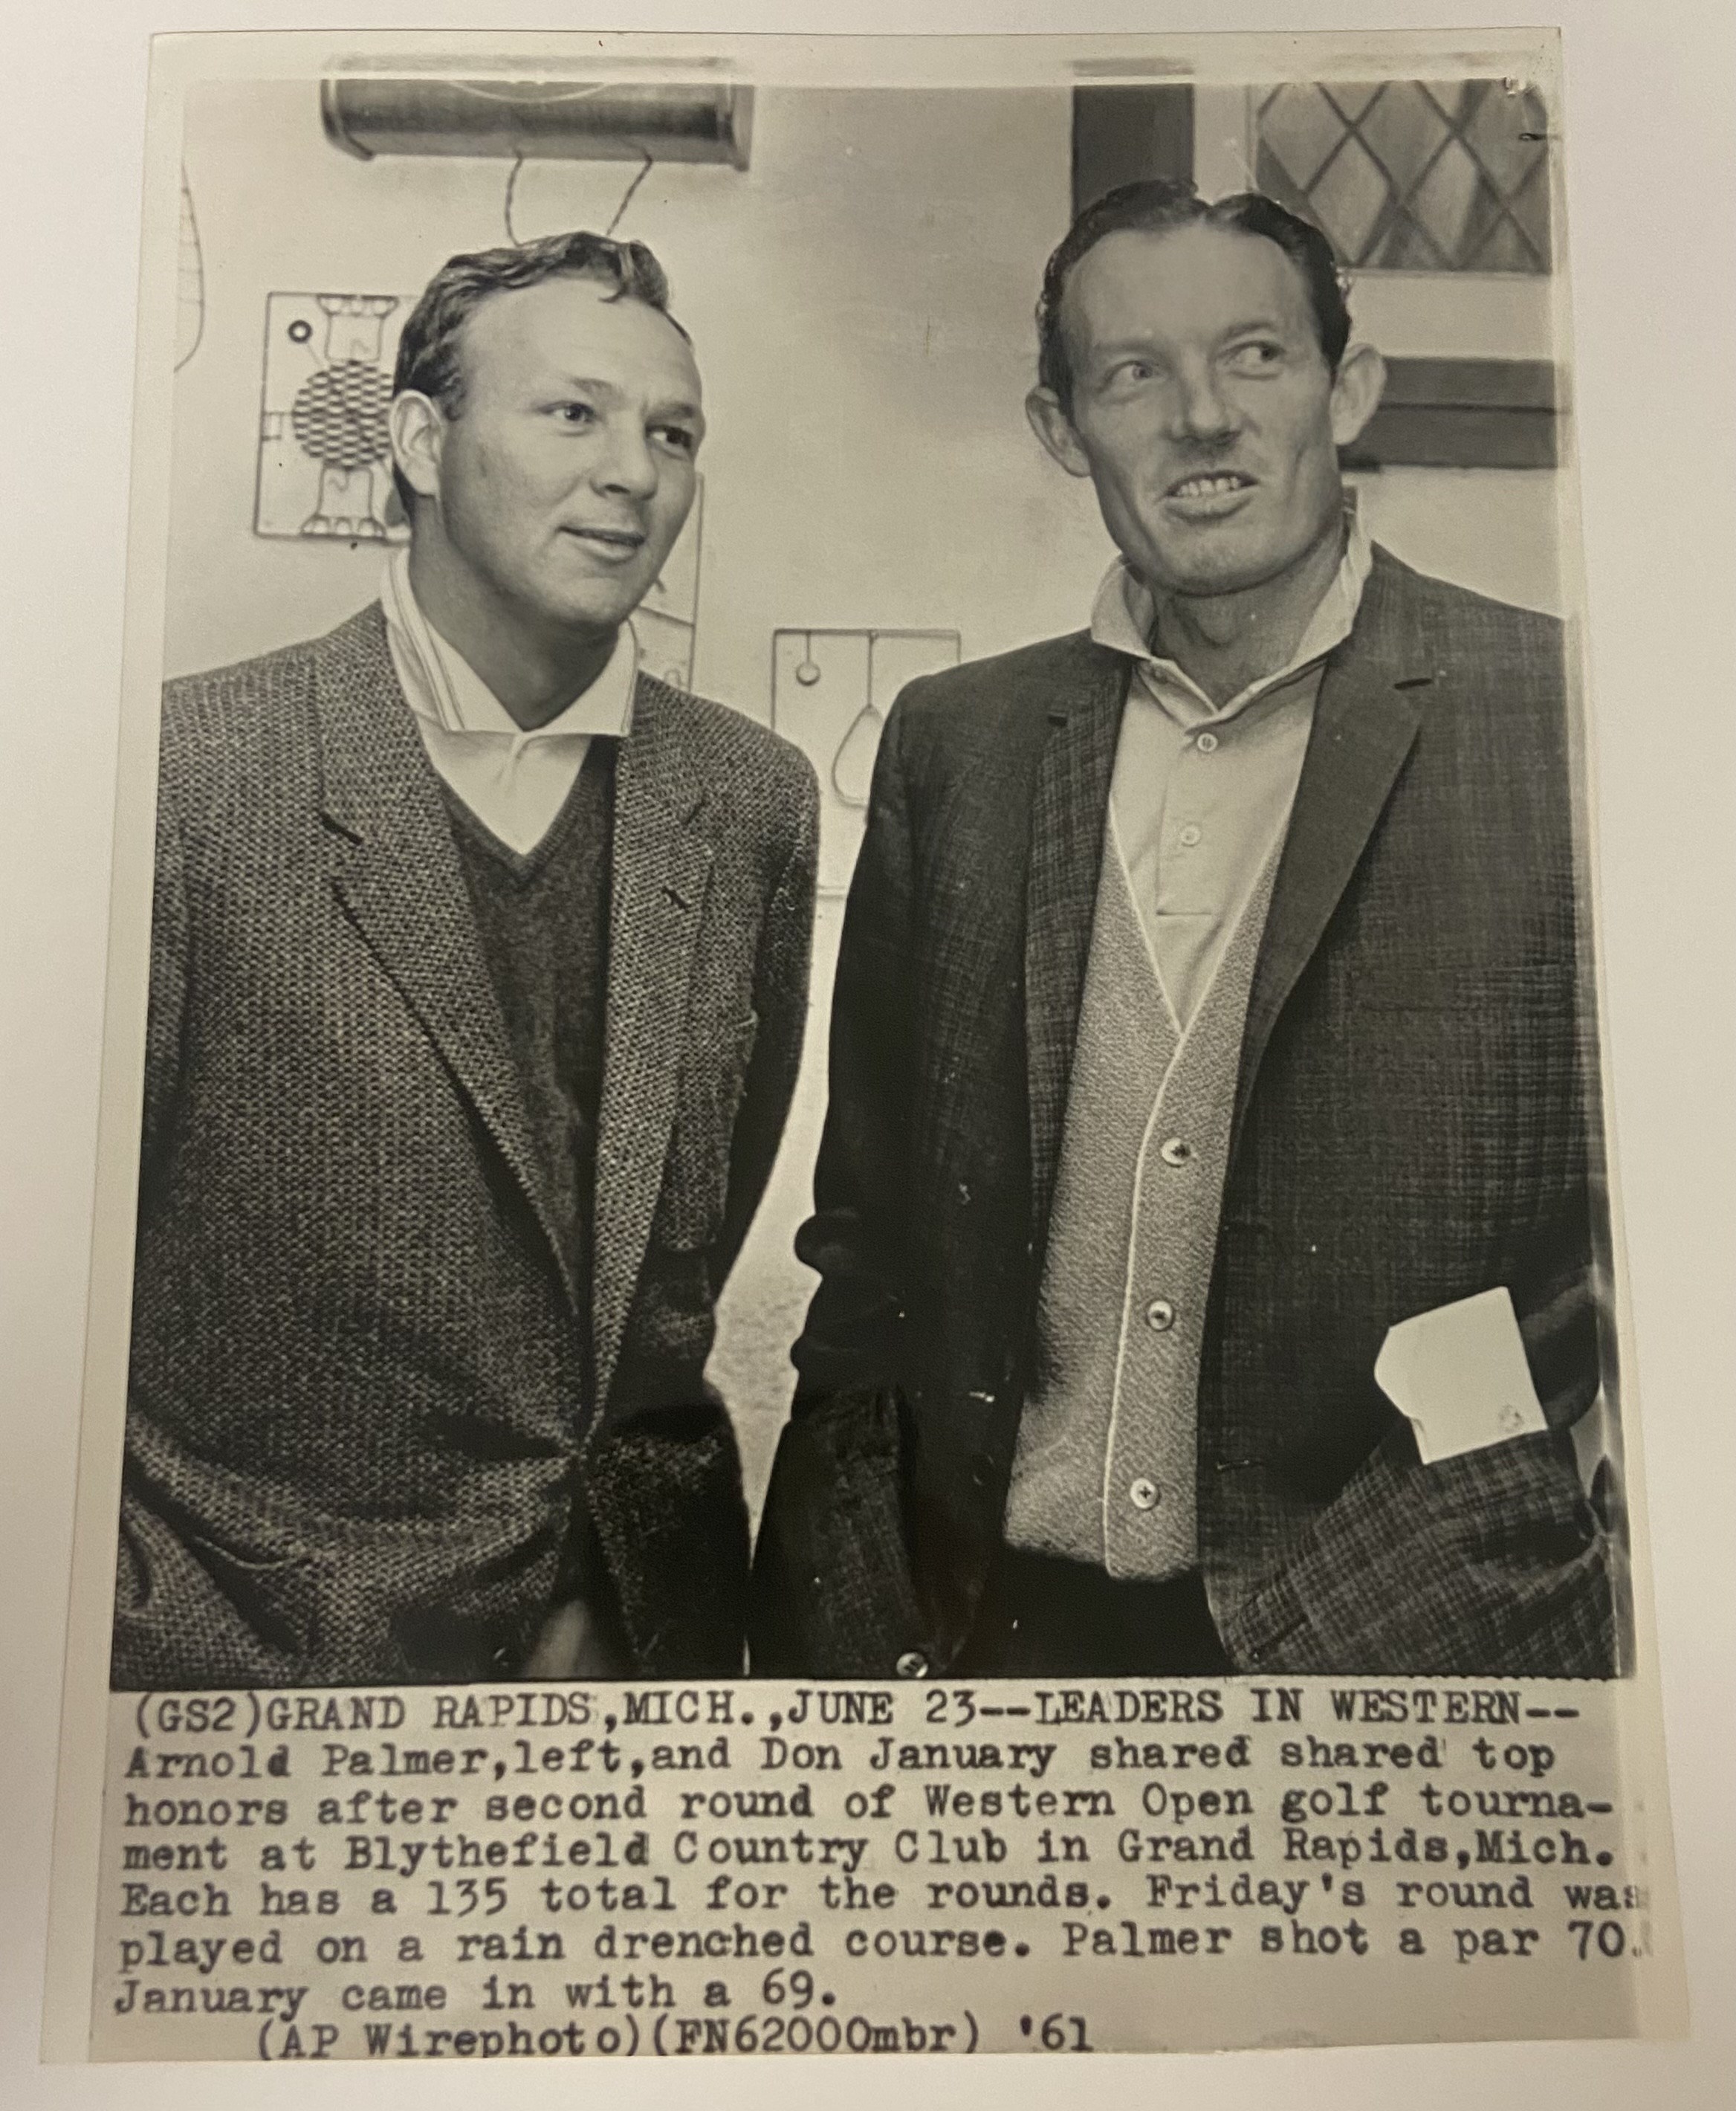 (GS2)GRAND RAPIDS,MICH.,JUNE 23--LEADERS IN WESTERN--
Arnold Palmer,left,and Don January shared shared top
honors after second round of Western Open golf tourna-
ment at Blythefield Country Club in Grand Rapids,Mich.
Each has a 135 total for the rounds. Friday's round was
played on a rain drenched course. Palmer shot a par 70.
January came in with a 69.
(AP Wirephoto)(FN62000mbr) '61